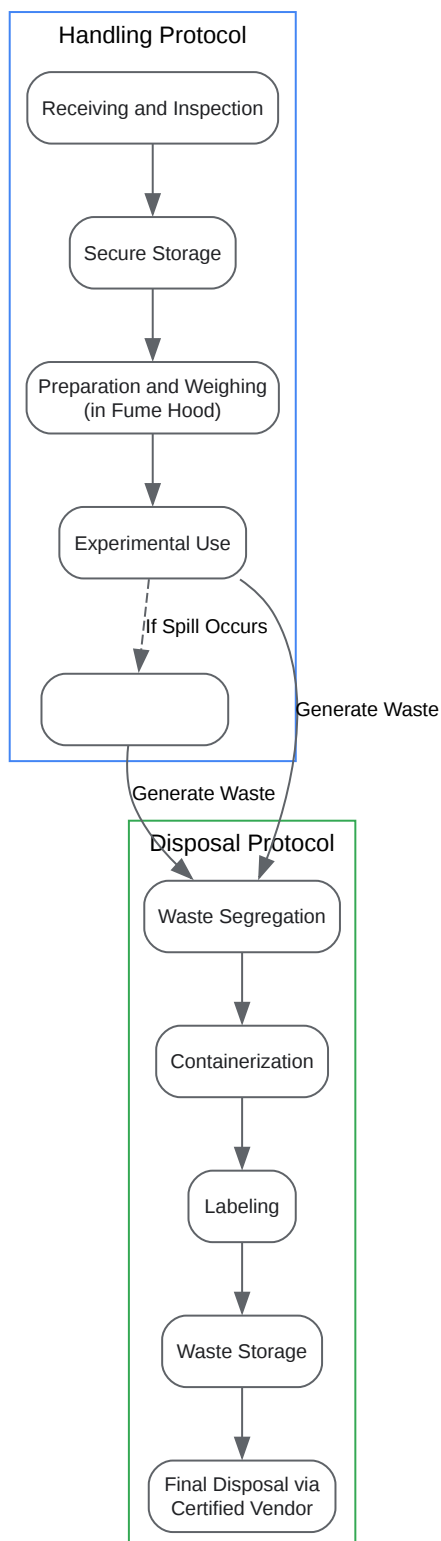 Handling Protocol
Receiving and Inspection
Secure Storage
Preparation and Weighing
(in Fume Hood)
Experimental Use
If Spill Occurs
Generate Waste
Generate Waste
Disposal Protocol
Waste Segregation
Containerization
Labeling
Waste Storage
Final Disposal via
Certified Vendor